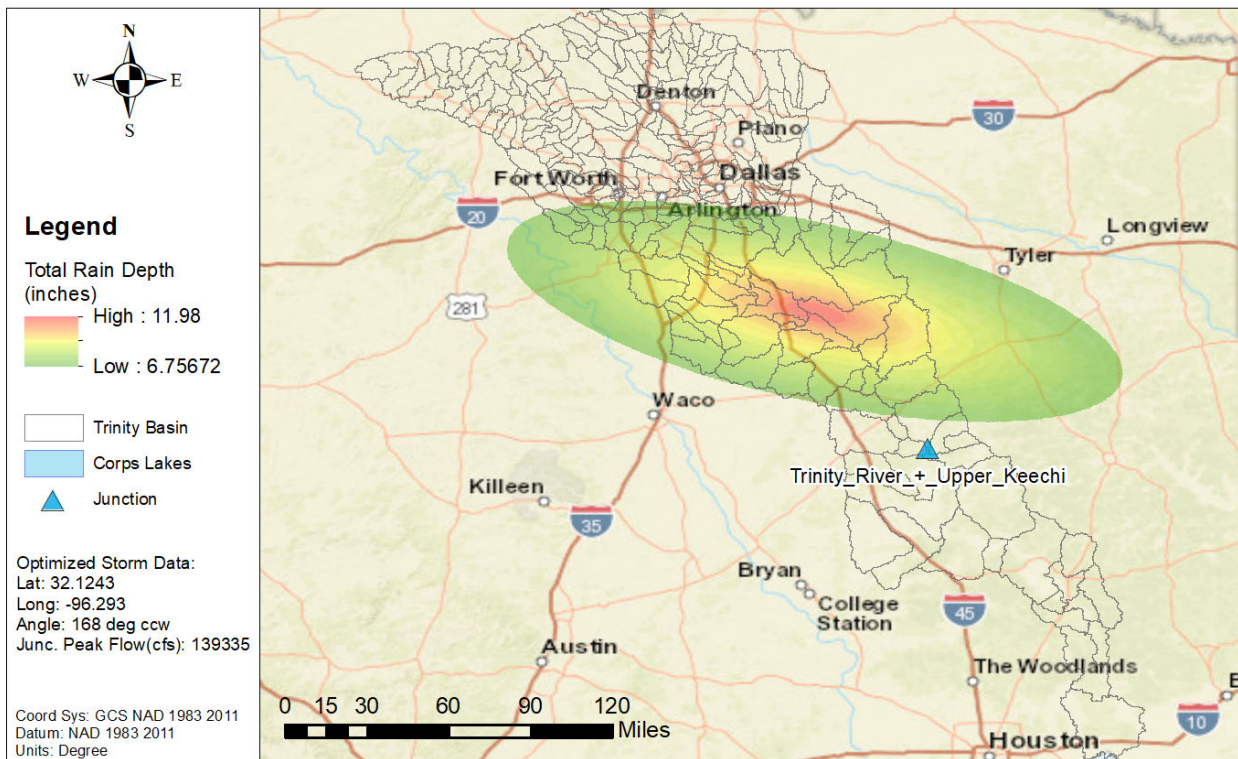 N
W E
S
Legend
Total Rain Depth
(inches)
High : 11.98
Low : 6.75672
Trinity Basin
Corps Lakes
Junction
Optimized Storm Data:
Lat: 32.1243
Long: -96.293
Angle: 168 deg ccw
Junc. Peak Flow(cfs): 139335
Coord Sys: GCS NAD 1983 2011
Datum: NAD 1983 2011
Units: Degree
Denton
30
Plano
Dallas
Fort Worth
20
Arlington
Longview
Tyler
281
Waco
Trinity_River_+_Upper_Keechi
Killeen
35
Bryan
College
Station
45
Austin
The Woodlands
0 15 30 60 90 120
Miles
10
Houston